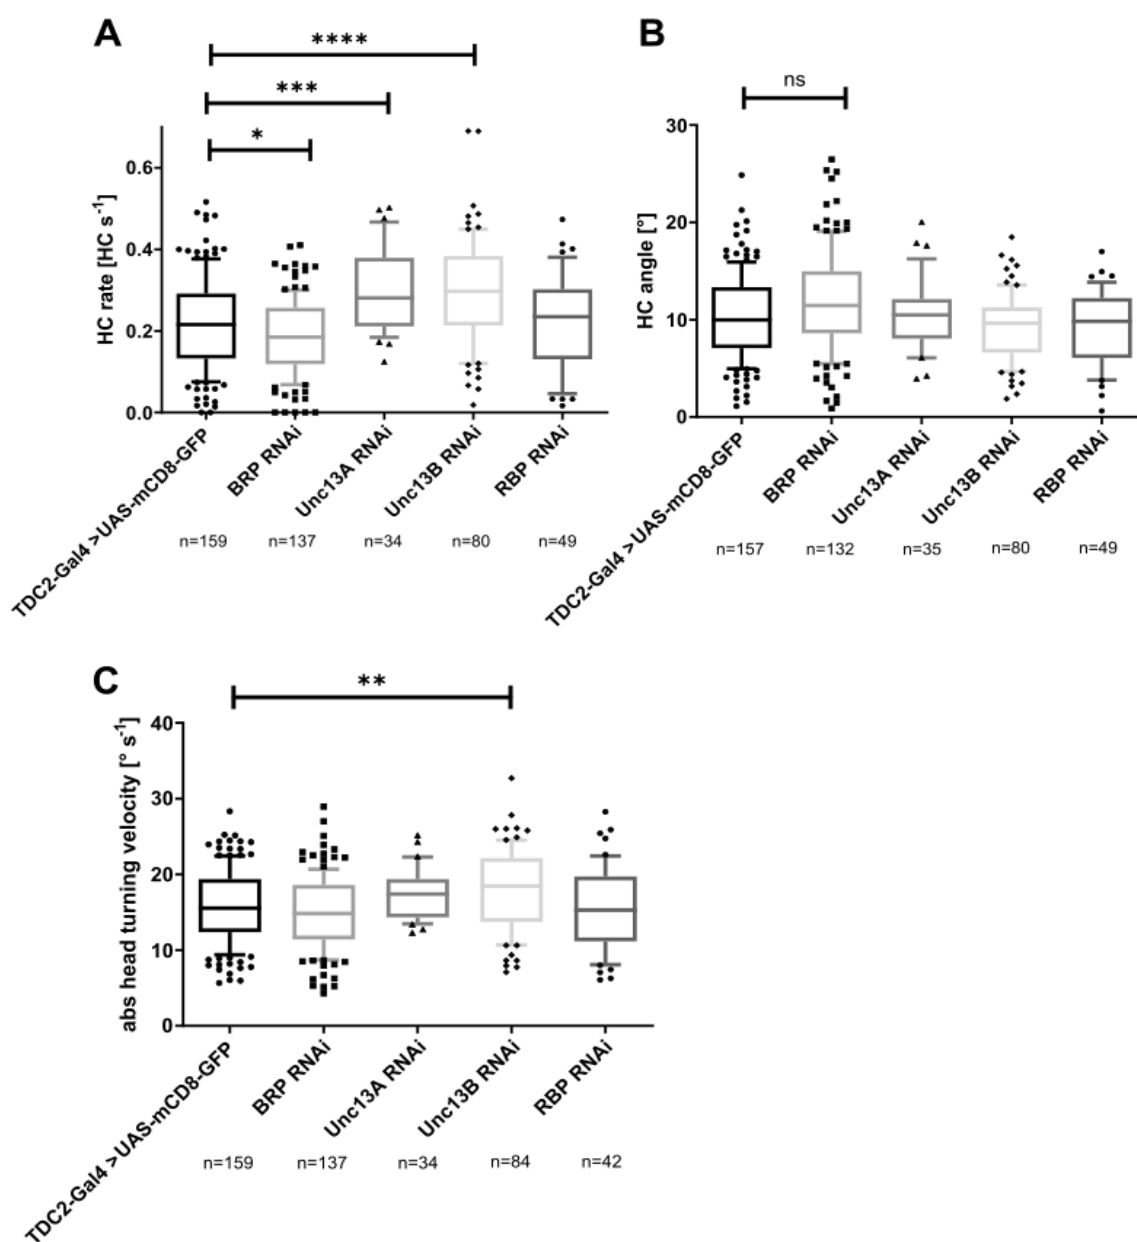 A
****
***
*
HC rate [HC s-1]
0.6
0.4
0.2
0.0
TDC2-Gal4 >UAS-mCD8-GFP
BRP RNAi
Unc13A RNAi
Unc13B RNAi
RBP RNAi
n=159 n=137 n=34 n=80 n=49
B
ns
HC angle [°]
30
20
10
0
TDC2-Gal4 >UAS-mCD8-GFP
BRP RNAi
Unc13A RNAi
Unc13B RNAi
RBP RNAi
n=157 n=132 n=35 n=80 n=49
C
**
abs head turning velocity [° s-1]
40
30
20
10
0
TDC2-Gal4 >UAS-mCD8-GFP
BRP RNAi
Unc13A RNAi
Unc13B RNAi
RBP RNAi
n=159 n=137 n=34 n=84 n=42